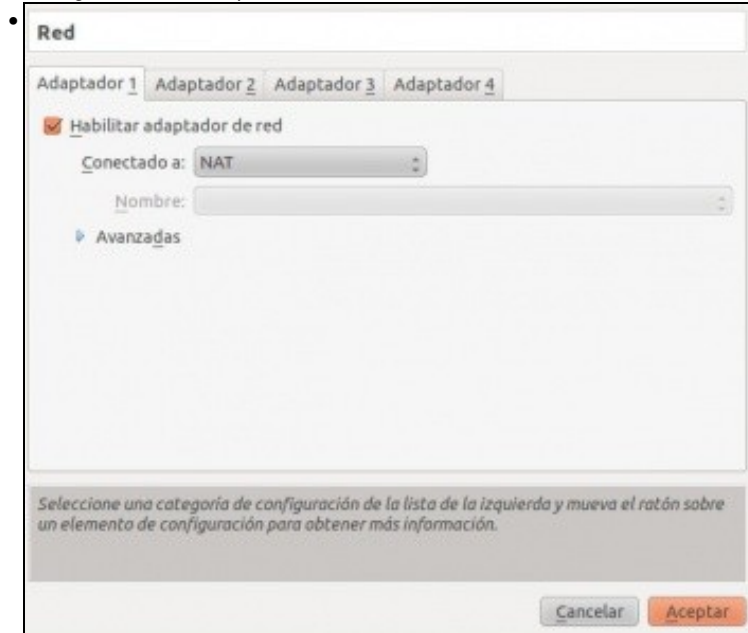 Red
Adaptador 1 Adaptador 2 Adaptador 3 Adaptador 4
Habilitar adaptador de red
Conectado a: NAT
Nombre:
Avanzadas
Seleccione una categoría de configuración de la lista de la izquierda y mueva el ratón sobre
un elemento de configuración para obtener más información.
Cancelar Aceptar